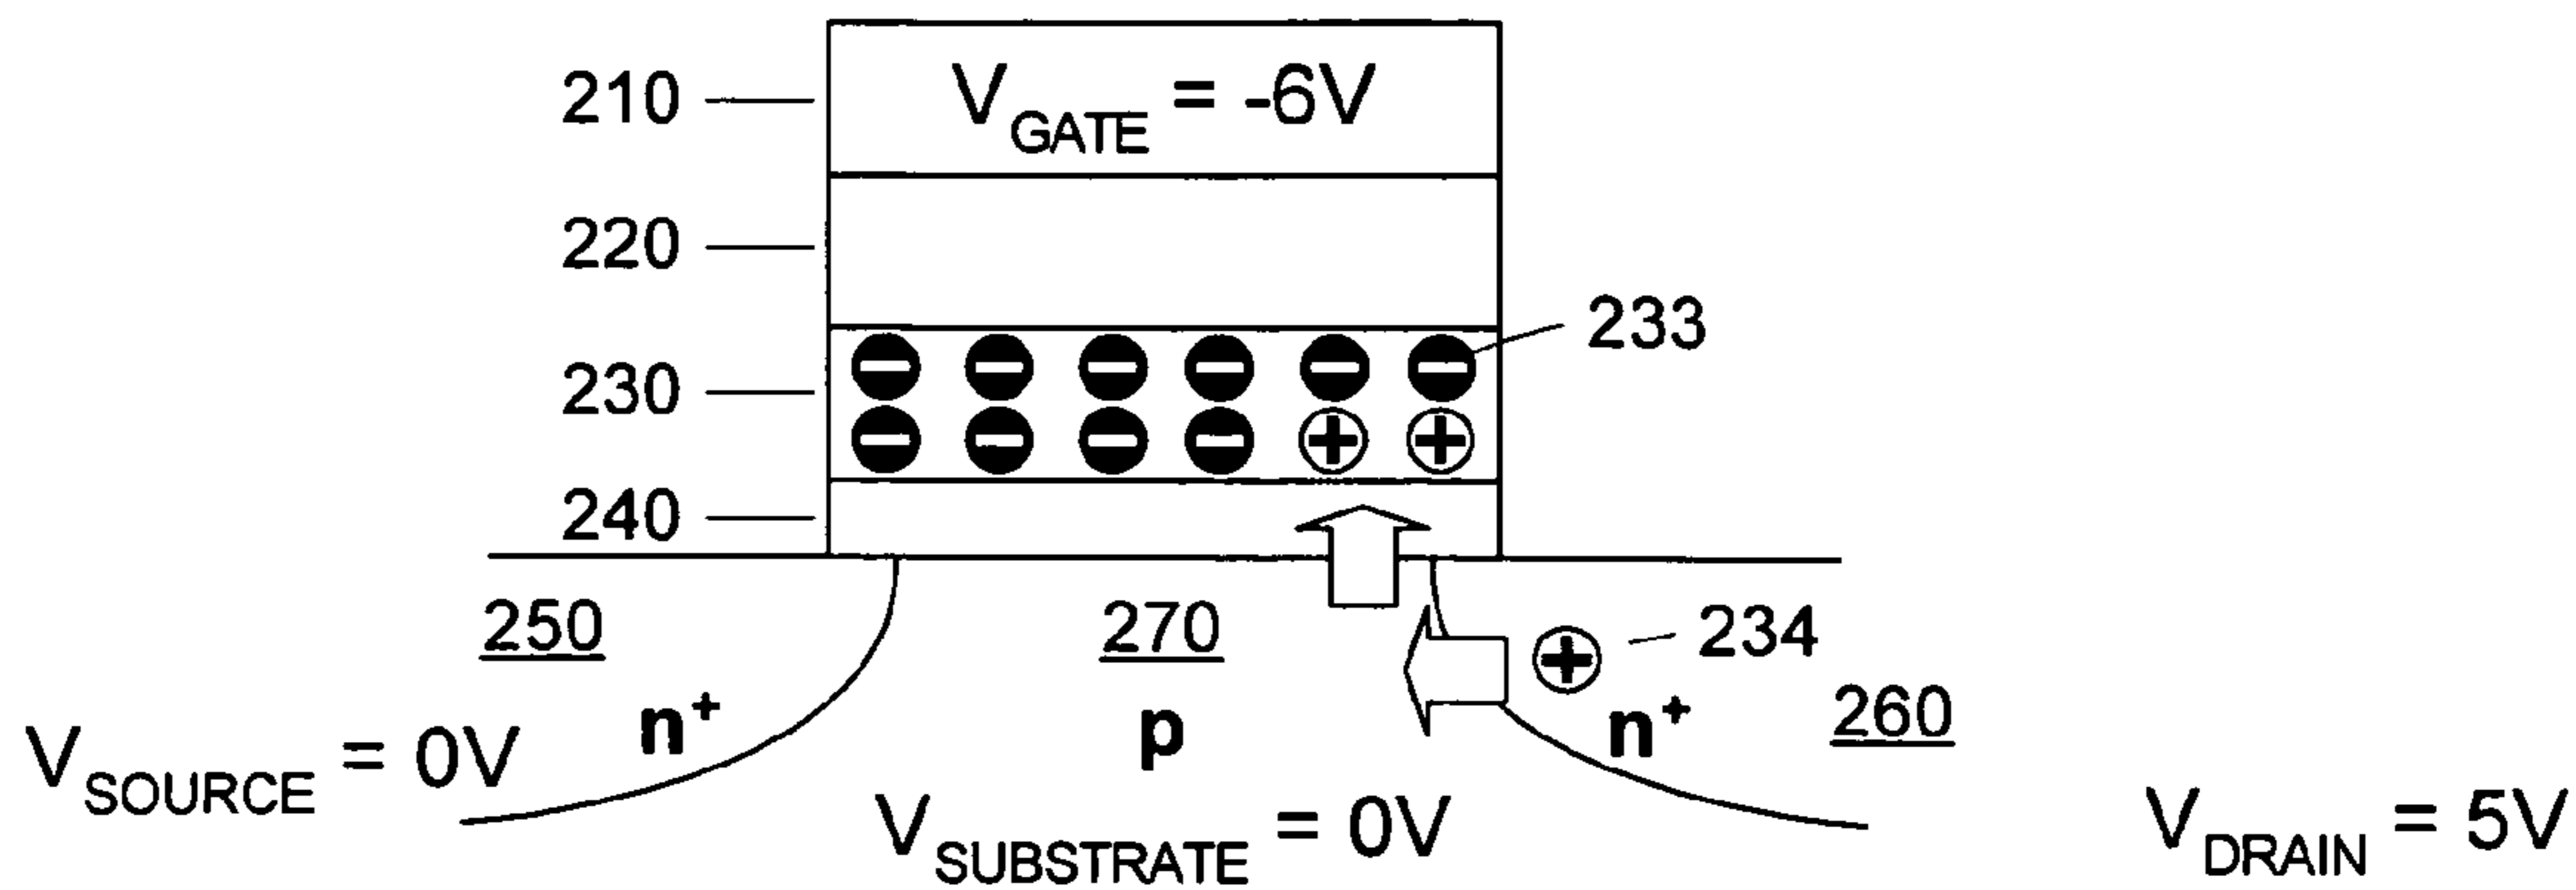 210
V_GATE = -6V
220
233
230
240
250
270
234
n⁺
p
n⁺
260
V_SOURCE = 0V
V_SUBSTRATE = 0V
V_DRAIN = 5V